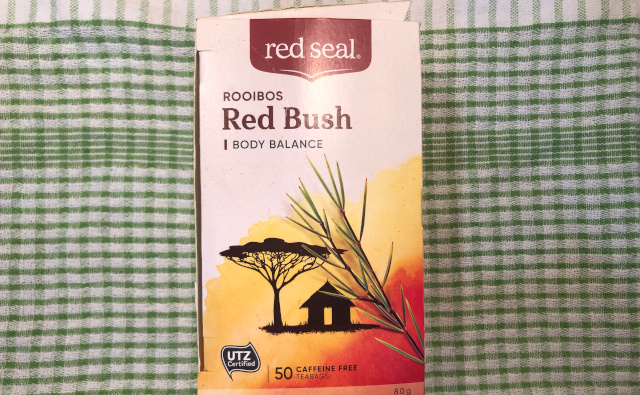 red seal®
ROOIBOS
Red Bush
BODY BALANCE
UTZ
Certified
50 CAFFEINE FREE
TEABAGS
80g